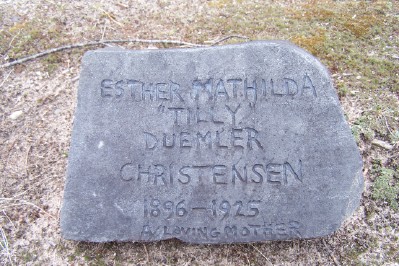 ESTHER MATHILDA
"TILLY"
DUEMLER
CHRISTENSEN
1896-1925
A LOVING MOTHER